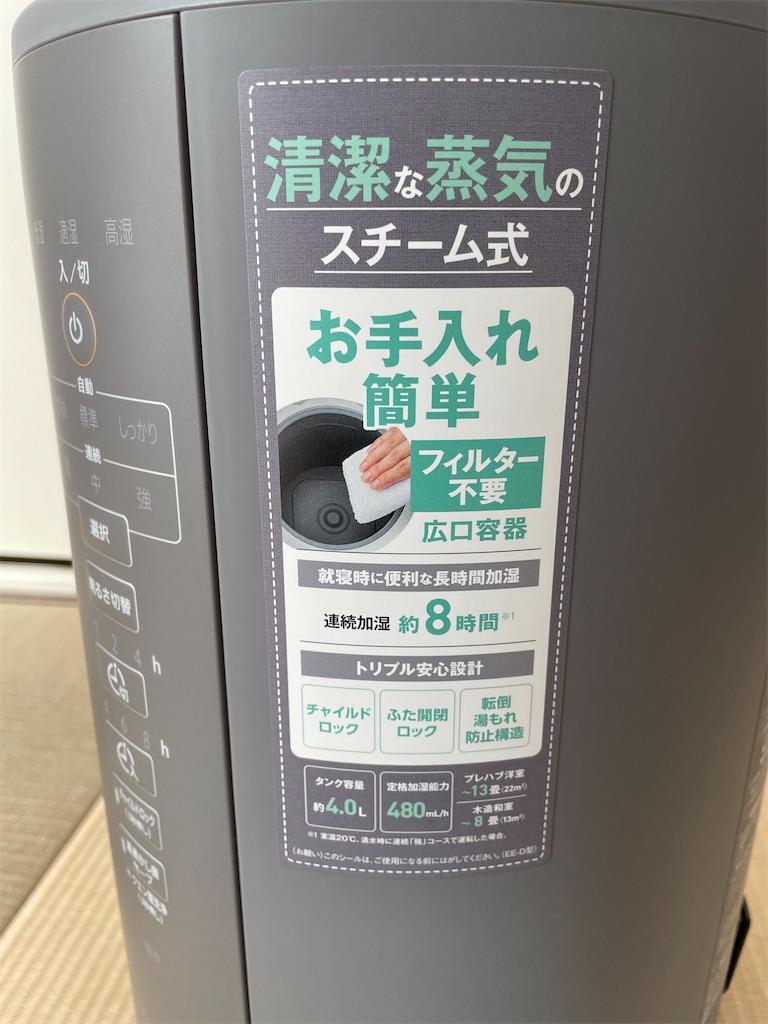 適湿 高湿
入/切
自動
標準 しっかり
連続
中 強
選択
明るさ切替
1 2 4 h
切
4 6 8 h
入
チャイルドロック
清潔な蒸気の
スチーム式
お手入れ
簡単
フィルター
不要
広口容器
就寝時に便利な長時間加湿
連続加湿 約8時間※1
トリプル安心設計
チャイルド
ロック
ふた開閉
ロック
転倒
湯もれ
防止構造
タンク容量
約4.0L
定格加湿能力
480mL/h
プレハブ洋室
~13畳(22m²)
木造和室
~8畳(13m²)
※1 室温20℃、満水時に連続「強」コースで運転した場合。
(お願い)このシールは、ご使用になる前にはがしてください。(EE-D型)